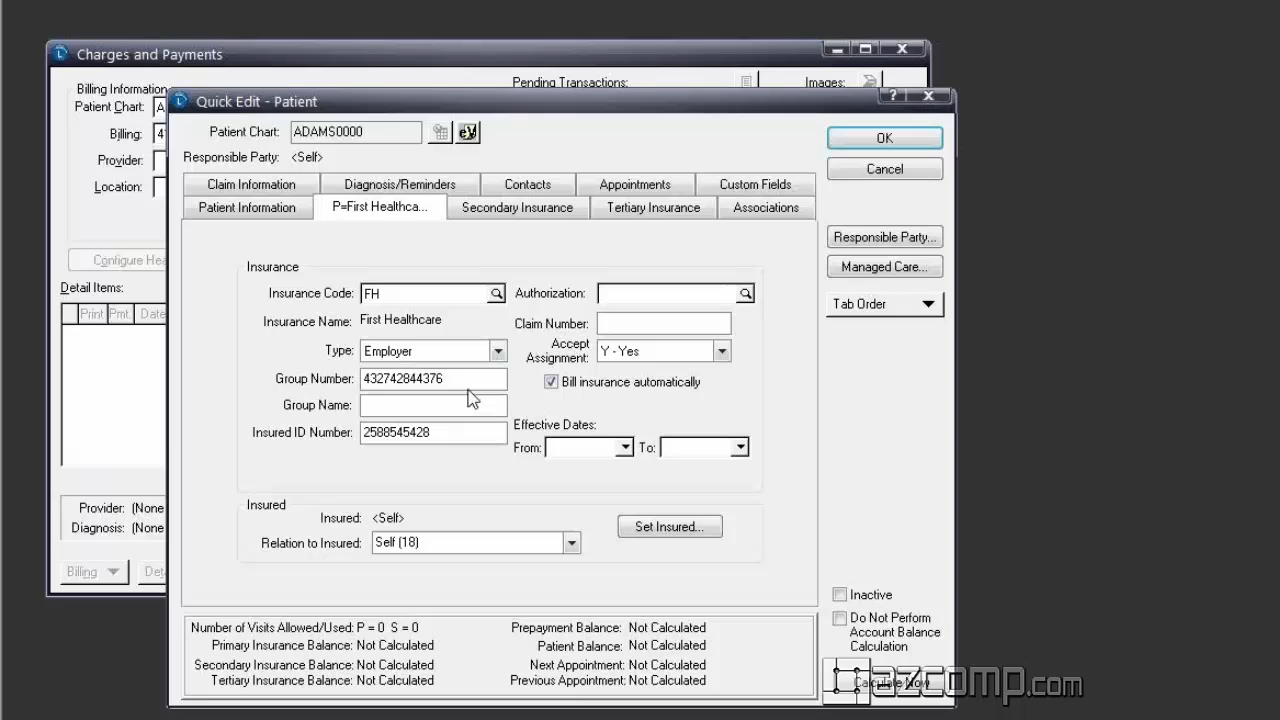 Charges and Payments
Billing Information
Pending Transactions:
Images:
Patient Chart: A
Billing: 4
Provider:
Location:
Configure Hea
Detail Items:
Print Pmt. Date
Provider: (None
Diagnosis: (None
Billing
Det
Quick Edit - Patient
?
Patient Chart: ADAMS0000
eV
OK
Responsible Party: <Self>
Cancel
Claim Information Diagnosis/Reminders Contacts Appointments Custom Fields
Patient Information P=First Healthca... Secondary Insurance Tertiary Insurance Associations
Responsible Party...
Managed Care...
Tab Order
Insurance
Insurance Code: FH
Authorization:
Insurance Name: First Healthcare
Claim Number:
Type: Employer
Accept Assignment: Y - Yes
Group Number: 432742844376
Bill insurance automatically
Group Name:
Insured ID Number: 2588545428
Effective Dates:
From: To:
Insured
Insured: <Self>
Set Insured...
Relation to Insured: Self (18)
Inactive
Do Not Perform
Account Balance
Calculation
Number of Visits Allowed/Used: P = 0 S = 0
Prepayment Balance: Not Calculated
Primary Insurance Balance: Not Calculated
Patient Balance: Not Calculated
Secondary Insurance Balance: Not Calculated
Next Appointment: Not Calculated
Tertiary Insurance Balance: Not Calculated
Previous Appointment: Not Calculated
Calculate Now
azcomp.com